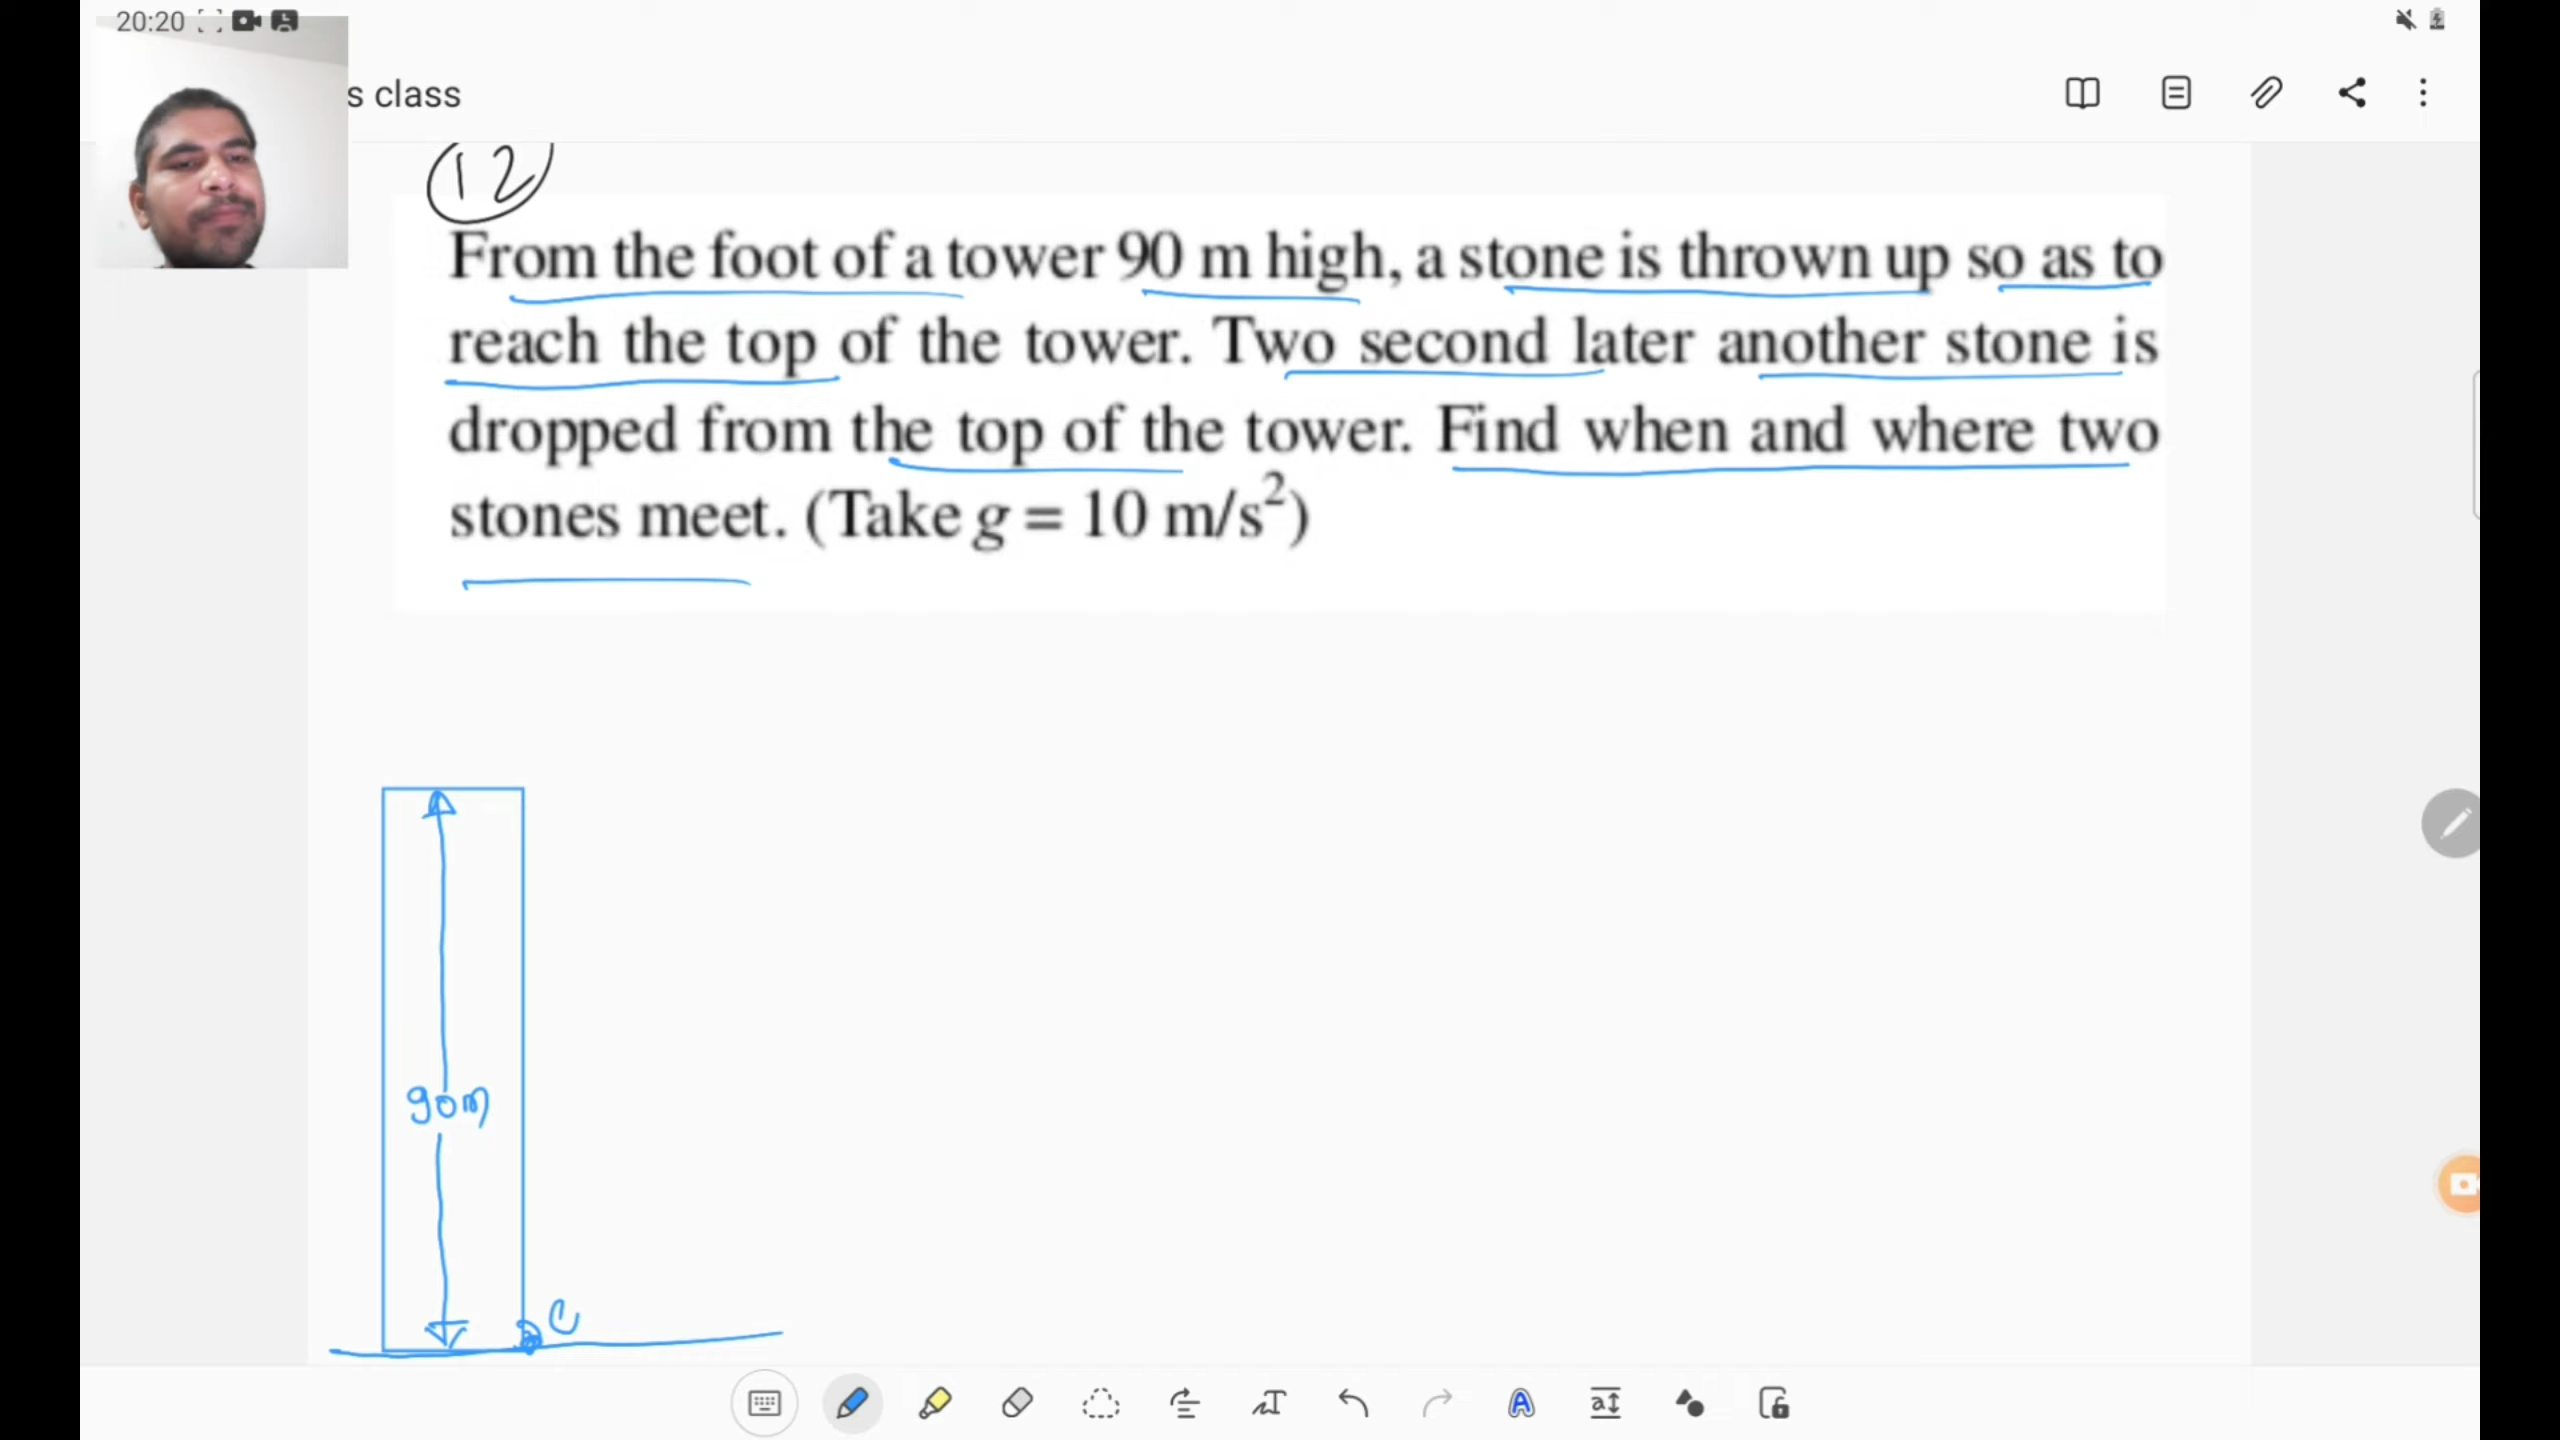 20:20
s class
12
From the foot of a tower 90 m high, a stone is thrown up so as to
reach the top of the tower. Two second later another stone is
dropped from the top of the tower. Find when and where two
stones meet. (Take g = 10 m/s²)
90m